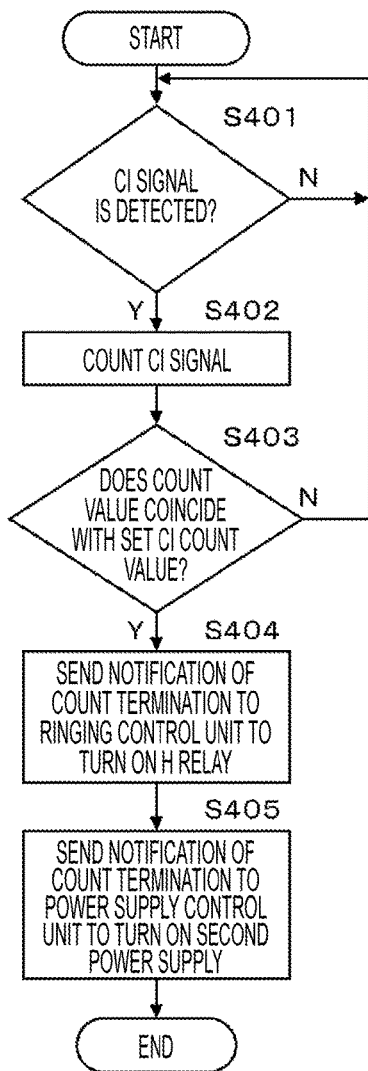 START
S401
CI SIGNAL
IS DETECTED?
N
Y
S402
COUNT CI SIGNAL
S403
DOES COUNT
VALUE COINCIDE
WITH SET CI COUNT
VALUE?
N
Y
S404
SEND NOTIFICATION OF
COUNT TERMINATION TO
RINGING CONTROL UNIT TO
TURN ON H RELAY
S405
SEND NOTIFICATION OF
COUNT TERMINATION TO
POWER SUPPLY CONTROL
UNIT TO TURN ON SECOND
POWER SUPPLY
END